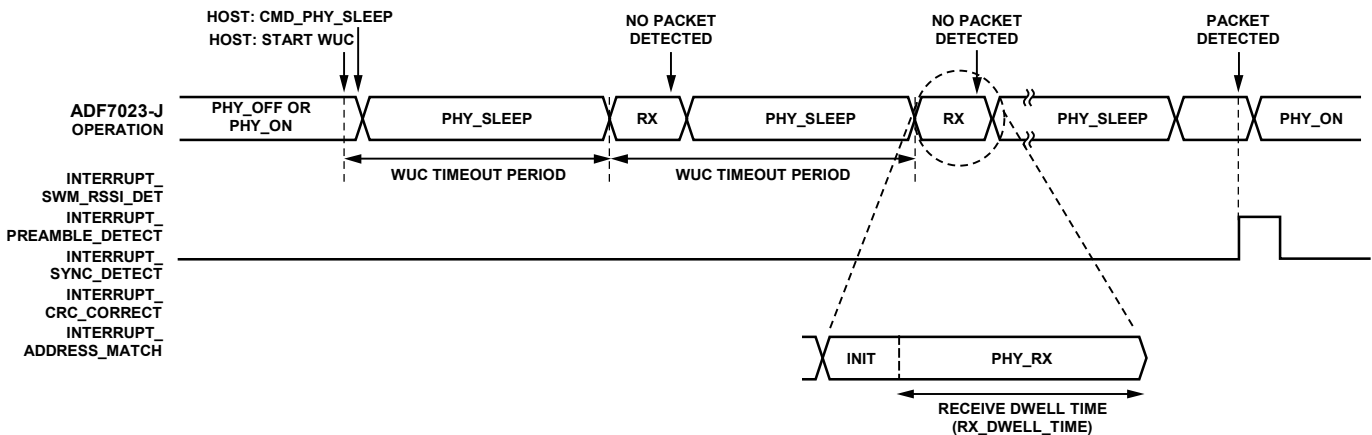 HOST: CMD_PHY_SLEEP
HOST: START WUC
NO PACKET
DETECTED
NO PACKET
DETECTED
PACKET
DETECTED
ADF7023-J
OPERATION
PHY_OFF OR
PHY_ON
PHY_SLEEP
RX
PHY_SLEEP
RX
PHY_SLEEP
PHY_ON
WUC TIMEOUT PERIOD
WUC TIMEOUT PERIOD
INTERRUPT_
SWM_RSSI_DET
INTERRUPT_
PREAMBLE_DETECT
INTERRUPT_
SYNC_DETECT
INTERRUPT_
CRC_CORRECT
INTERRUPT_
ADDRESS_MATCH
INIT
PHY_RX
RECEIVE DWELL TIME
(RX_DWELL_TIME)